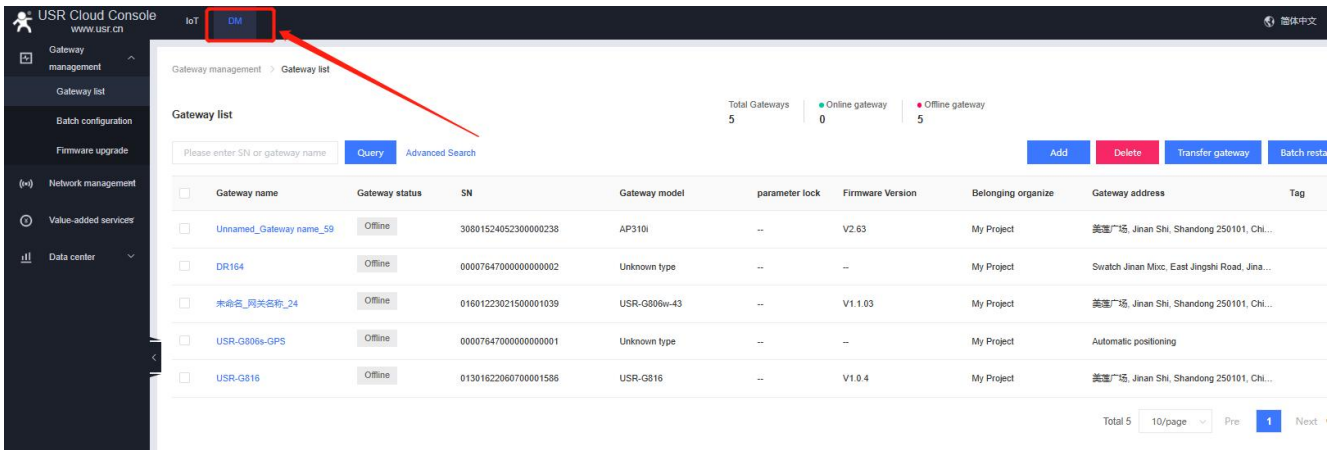 USR Cloud Console
www.usr.cn
IoT DM 简体中文
Gateway management
Gateway list
Batch configuration
Firmware upgrade
Network management
Value-added services
Data center
Gateway management > Gateway list
Gateway list
Total Gateways Online gateway Offline gateway
5 0 5
Please enter SN or gateway name Query Advanced Search Add Delete Transfer gateway Batch resta
Gateway name Gateway status SN Gateway model parameter lock Firmware Version Belonging organize Gateway address Tag
Unnamed_Gateway name_59 Offline 30801524052300000238 AP310i -- V2.63 My Project 美莲广场, Jinan Shi, Shandong 250101, Chi...
DR164 Offline 00007647000000000002 Unknown type -- -- My Project Swatch Jinan Mixc, East Jingshi Road, Jina...
未命名_网关名称_24 Offline 01601223021500001039 USR-G806w-43 -- V1.1.03 My Project 美莲广场, Jinan Shi, Shandong 250101, Chi...
USR-G806s-GPS Offline 00007647000000000001 Unknown type -- -- My Project Automatic positioning
USR-G816 Offline 01301622060700001586 USR-G816 -- V1.0.4 My Project 美莲广场, Jinan Shi, Shandong 250101, Chi...
Total 5 10/page Pre 1 Next